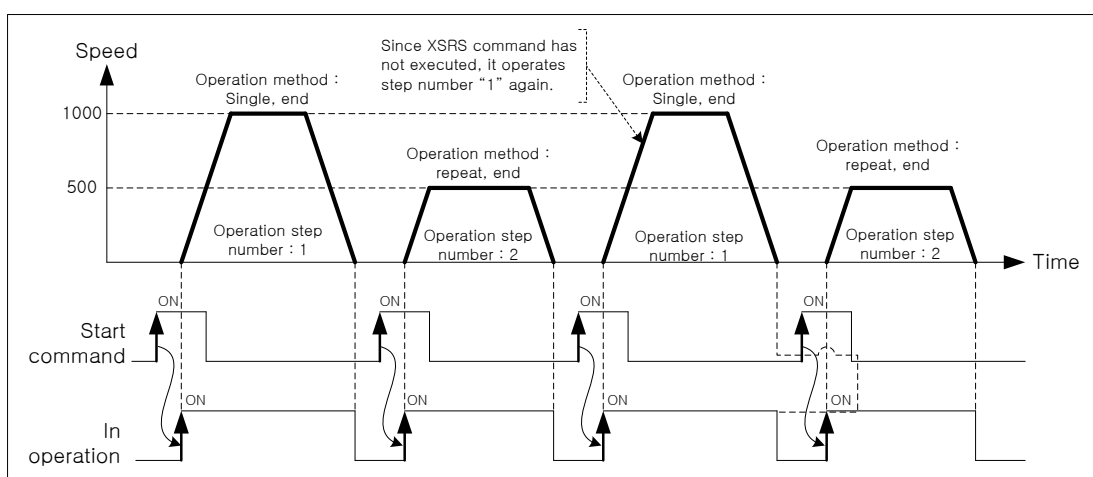 Speed
Since XSRS command has
not executed, it operates
step number “1” again.
Operation method :
Single, end
Operation method :
Single, end
1000
Operation method :
repeat, end
Operation method :
repeat, end
500
Operation step
number : 1
Operation step
number : 2
Operation step
number : 1
Operation step
number : 2
Time
ON
ON
ON
ON
Start
command
ON
ON
ON
ON
In
operation